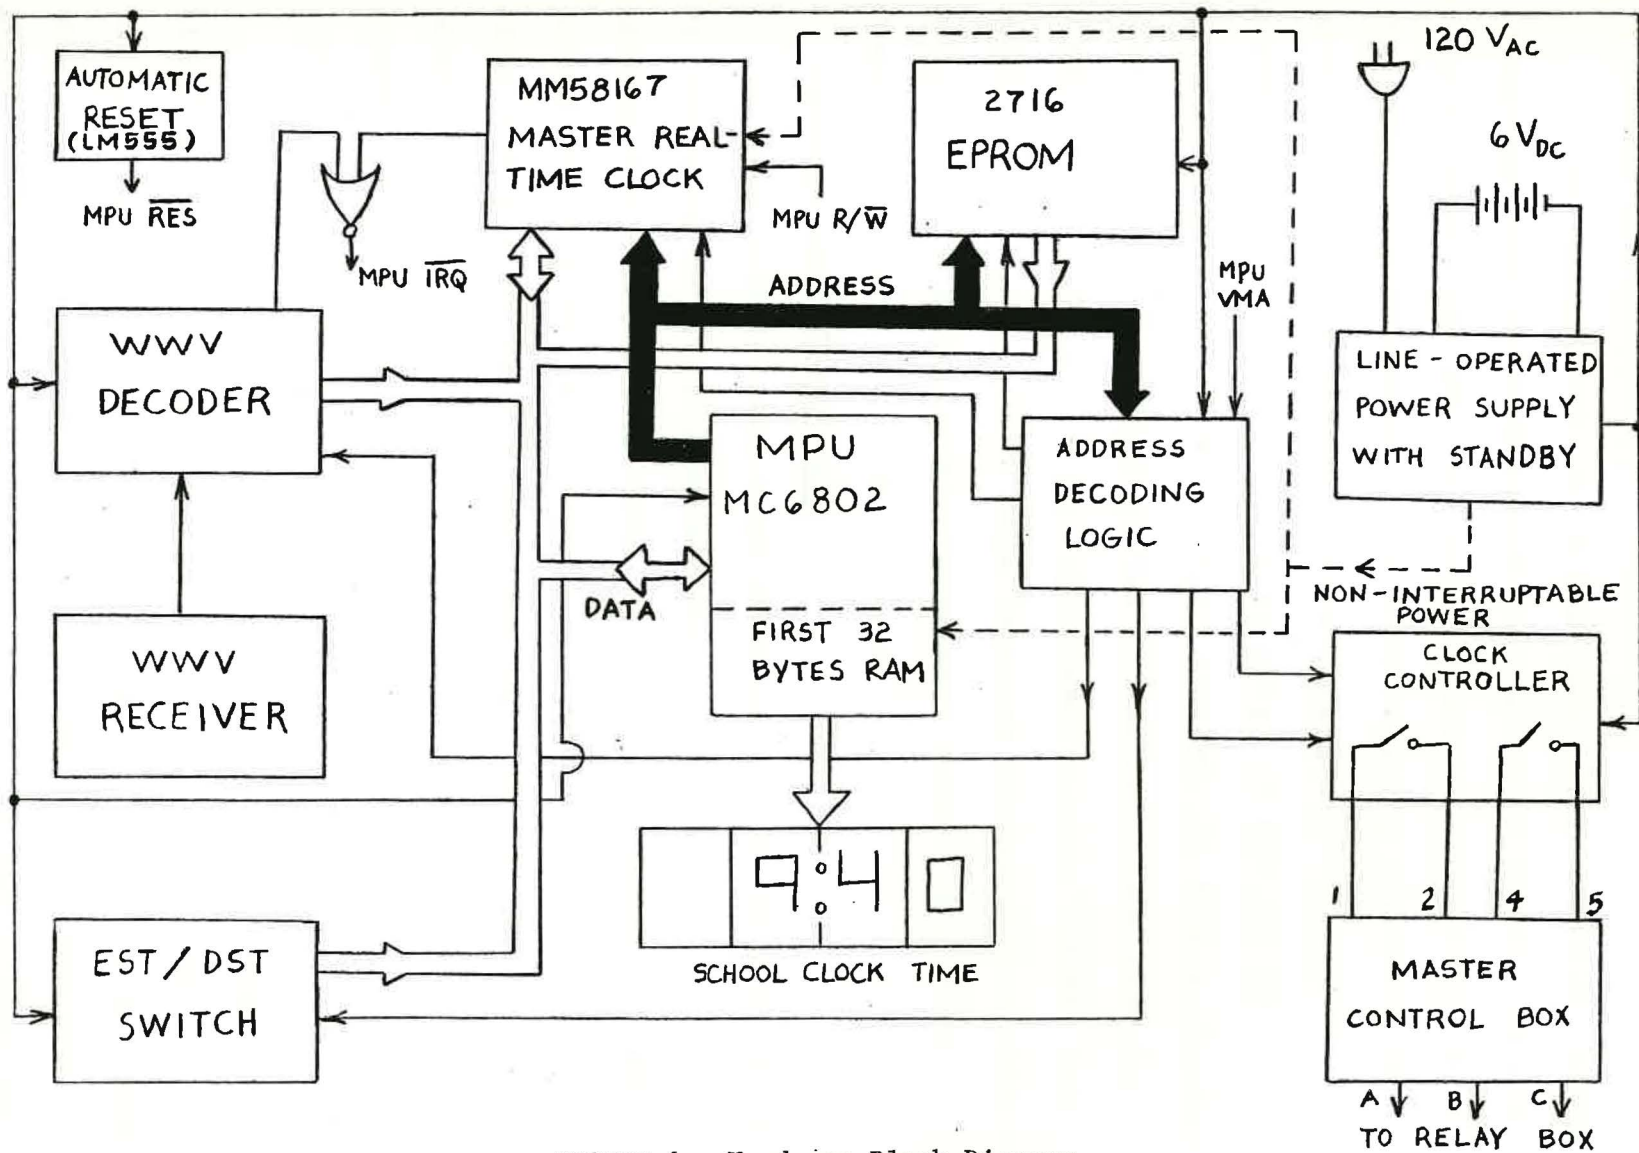 120 VAC
AUTOMATIC
RESET
(LM555)
MPU RES
MM58167
MASTER REAL-
TIME CLOCK
2716
EPROM
6 VDC
MPU R/W
MPU IRQ
ADDRESS
MPU
VMA
WWV
DECODER
LINE-OPERATED
POWER SUPPLY
WITH STANDBY
MPU
MC6802
ADDRESS
DECODING
LOGIC
DATA
FIRST 32
BYTES RAM
NON-INTERRUPTABLE
POWER
WWV
RECEIVER
CLOCK
CONTROLLER
9:40
SCHOOL CLOCK TIME
1 2 4 5
EST/DST
SWITCH
MASTER
CONTROL BOX
A B C
TO RELAY BOX